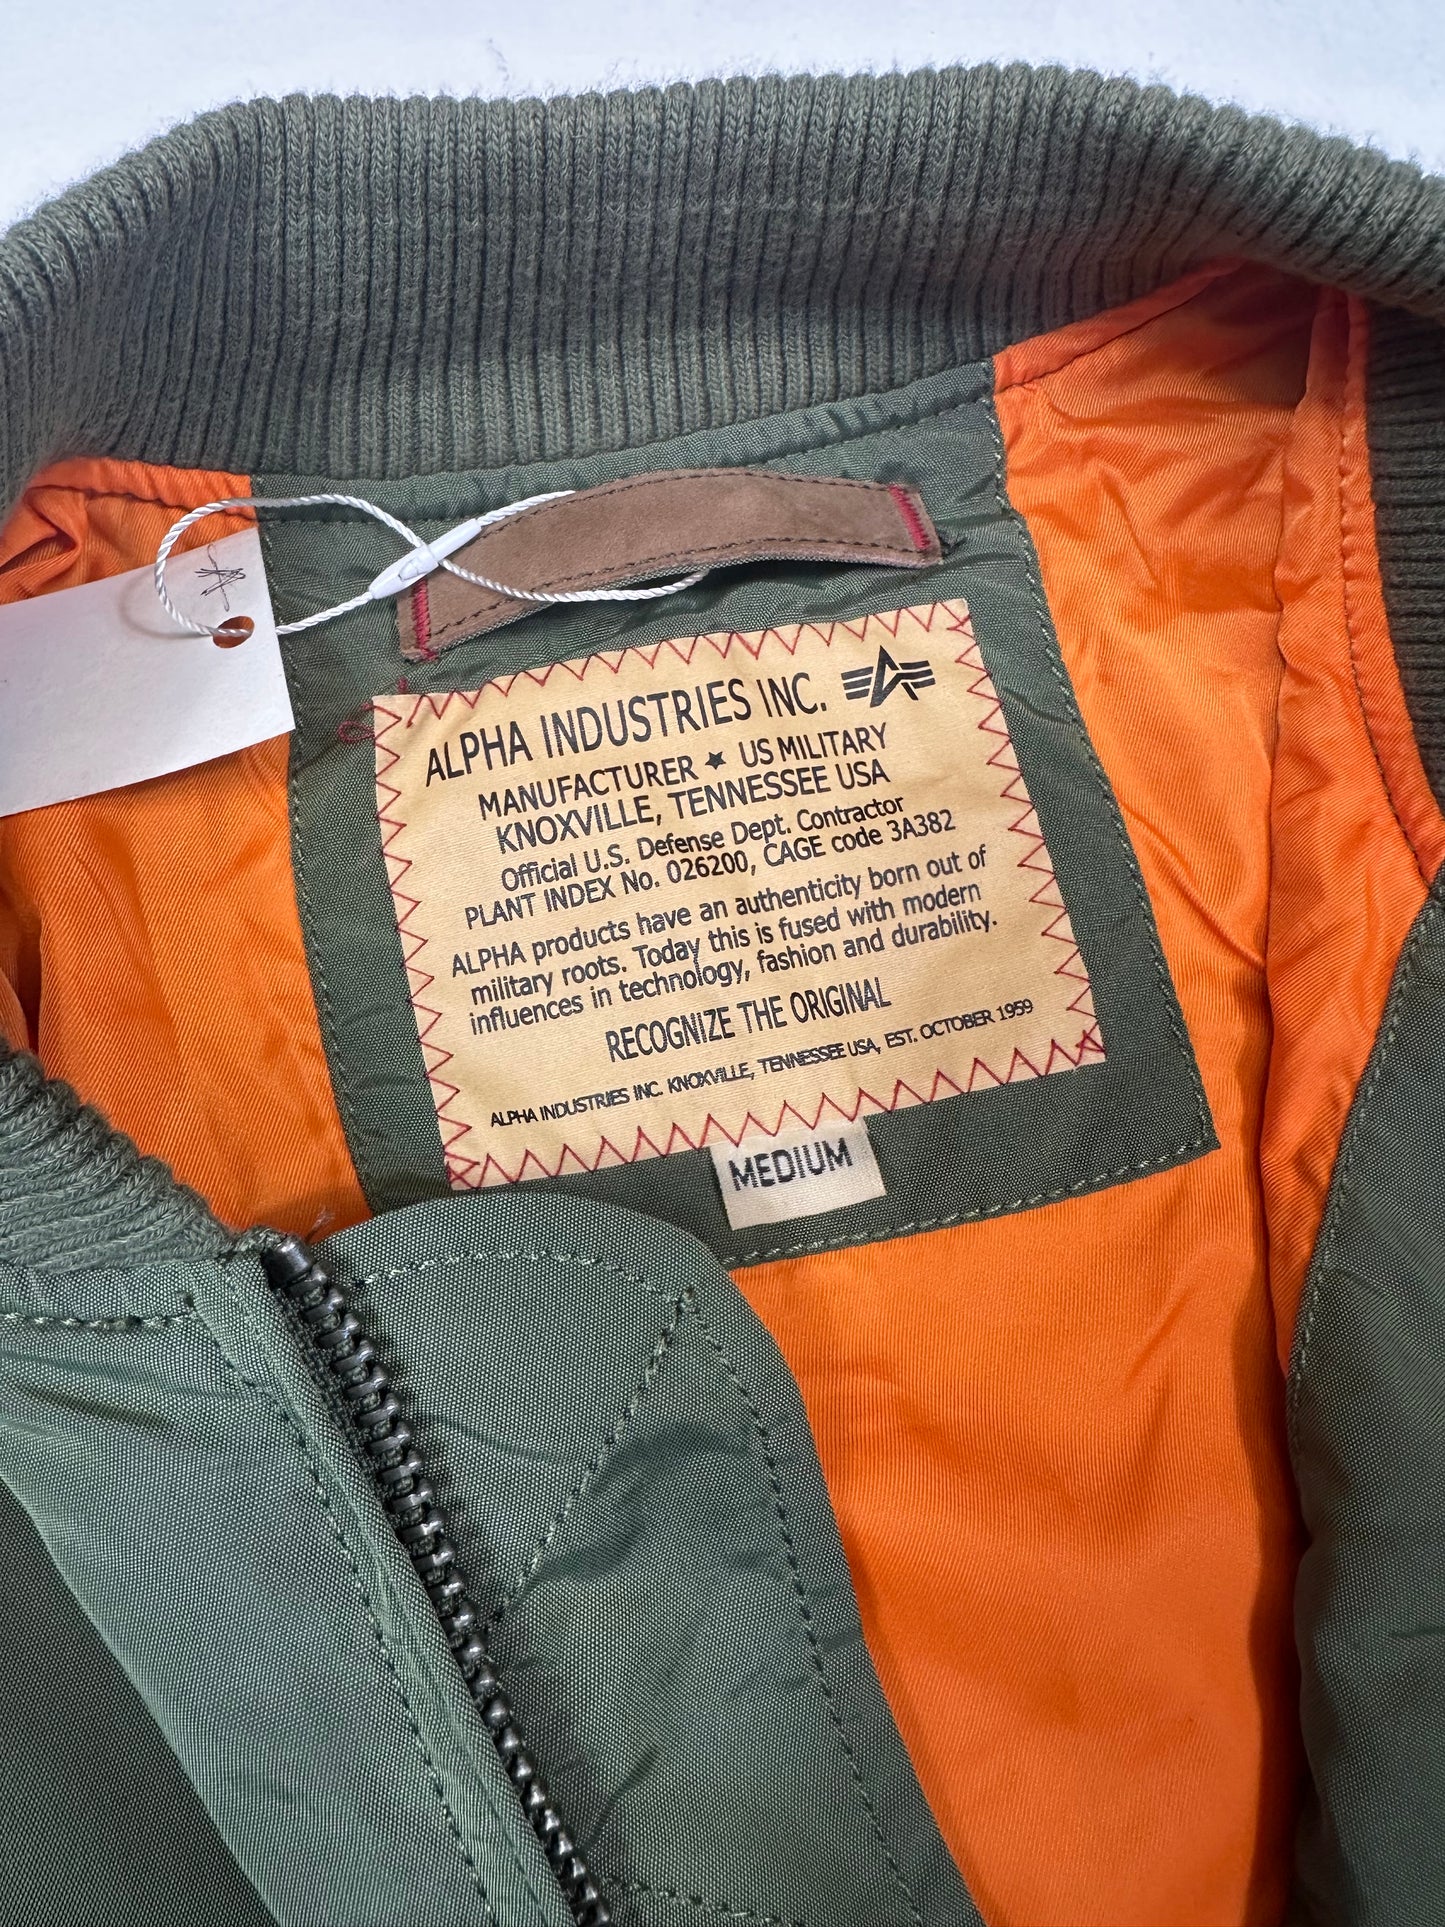 ALPHA INDUSTRIES INC.
MANUFACTURER ★ US MILITARY
KNOXVILLE, TENNESSEE USA
Official U.S. Defense Dept. Contractor
PLANT INDEX No. 026200, CAGE code 3A382
ALPHA products have an authenticity born out of
military roots. Today this is fused with modern
influences in technology, fashion and durability.
RECOGNIZE THE ORIGINAL
ALPHA INDUSTRIES INC. KNOXVILLE, TENNESSEE USA, EST. OCTOBER 1959
MEDIUM